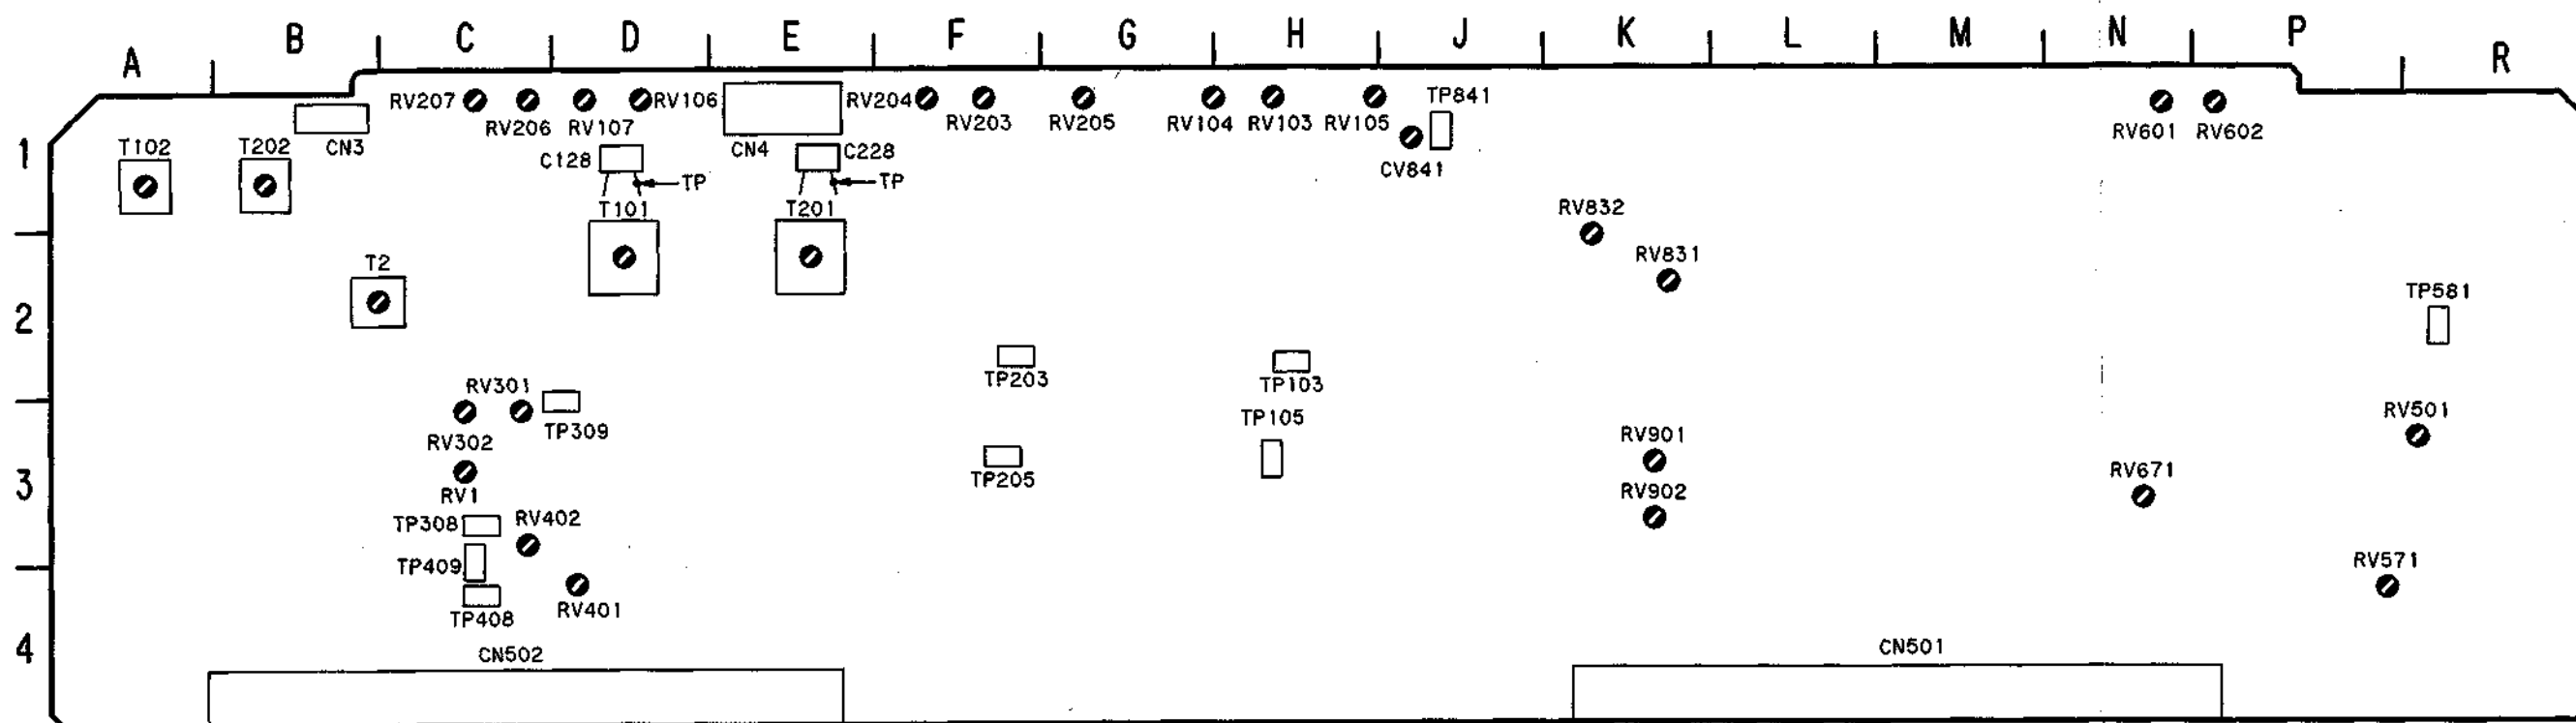 A B C D E F G H J K L M N P R
RV207 RV106 RV204 TP841
RV206 RV107 RV203 RV205 RV104 RV103 RV105 RV601 RV602
1 T102 T202 CN3 C128 CN4 C228 CV841
TP TP
T101 T201 RV832
RV831
T2
2 TP581
TP203 TP103
RV301
TP309 TP105 RV501
RV302 RV901
3 RV1 TP205 RV902 RV671
TP308 RV402
TP409 RV571
TP408 RV401
4 CN502 CN501